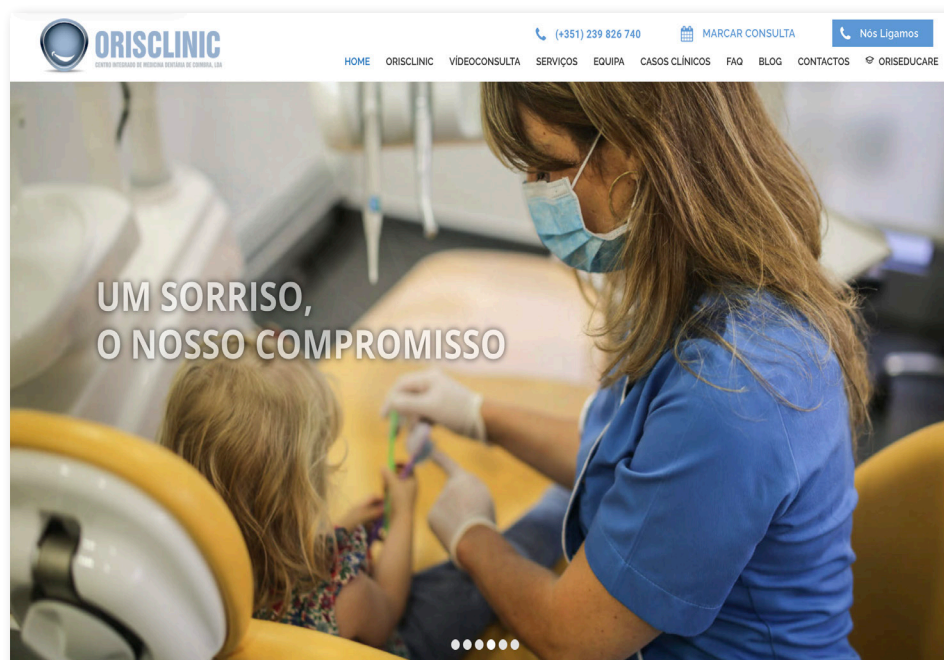 ORISCLINIC
CENTRO INTEGRADO DE MEDICINA DENTÁRIA DE COIMBRA, LDA
(+351) 239 826 740
MARCAR CONSULTA
Nós Ligamos
HOME ORISCLINIC VÍDEOCONSULTA SERVIÇOS EQUIPA CASOS CLÍNICOS FAQ BLOG CONTACTOS ORISEDUCARE
UM SORRISO,
O NOSSO COMPROMISSO